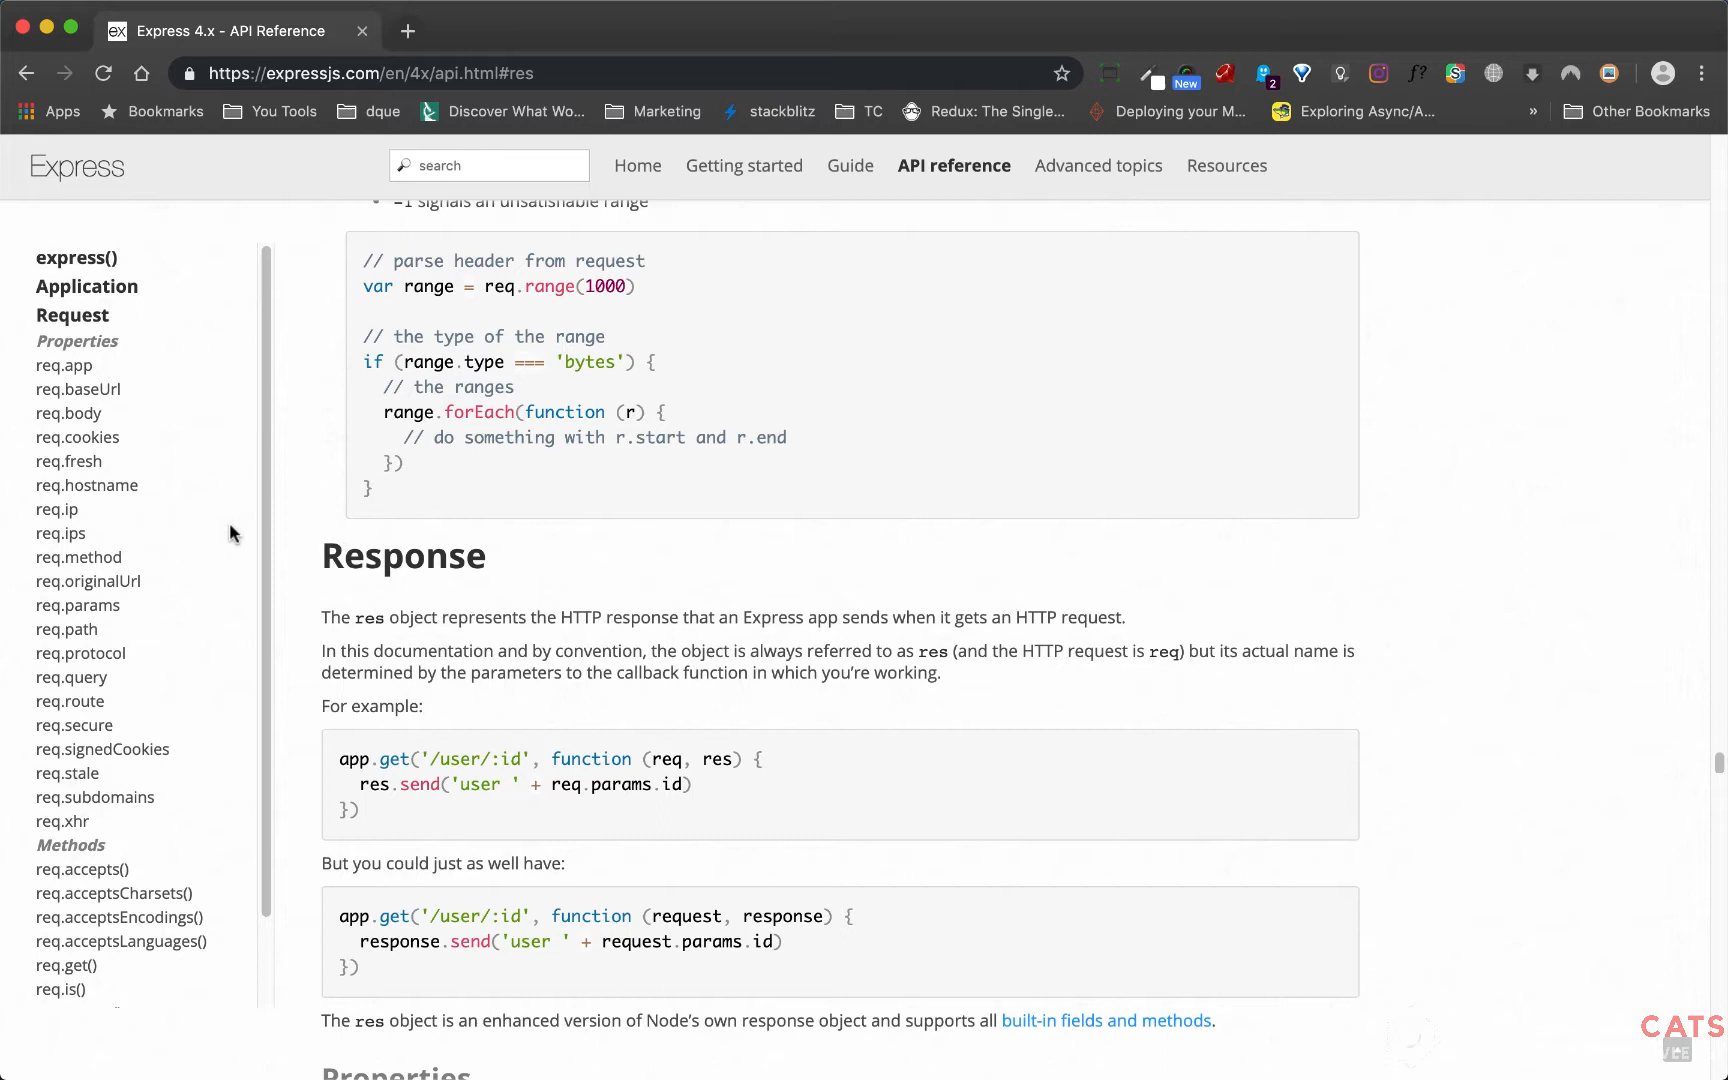 ex Express 4.x - API Reference
https://expressjs.com/en/4x/api.html#res
New
f?
S
2
Apps
Bookmarks
You Tools
dque
Discover What Wo...
Marketing
stackblitz
TC
Redux: The Single...
Deploying your M...
Exploring Async/A...
»
Other Bookmarks
Express
search
Home
Getting started
Guide
API reference
Advanced topics
Resources
express()
Application
Request
Properties
req.app
req.baseUrl
req.body
req.cookies
req.fresh
req.hostname
req.ip
req.ips
req.method
req.originalUrl
req.params
req.path
req.protocol
req.query
req.route
req.secure
req.signedCookies
req.stale
req.subdomains
req.xhr
Methods
req.accepts()
req.acceptsCharsets()
req.acceptsEncodings()
req.acceptsLanguages()
req.get()
req.is()
• -1 signals an unsatisfiable range
// parse header from request
var range = req.range(1000)
// the type of the range
if (range.type === 'bytes') {
// the ranges
range.forEach(function (r) {
// do something with r.start and r.end
})
}
Response
The res object represents the HTTP response that an Express app sends when it gets an HTTP request.
In this documentation and by convention, the object is always referred to as res (and the HTTP request is req) but its actual name is
determined by the parameters to the callback function in which you’re working.
For example:
app.get('/user/:id', function (req, res) {
res.send('user ' + req.params.id)
})
But you could just as well have:
app.get('/user/:id', function (request, response) {
response.send('user ' + request.params.id)
})
The res object is an enhanced version of Node’s own response object and supports all built-in fields and methods.
Properties
CATS